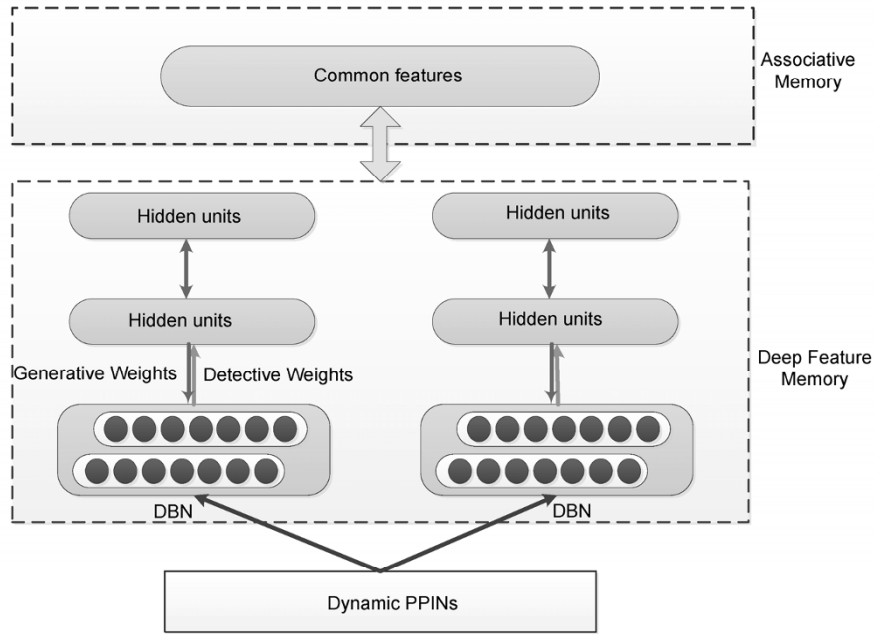 Common features
Associative
Memory
Hidden units
Hidden units
Hidden units
Hidden units
Generative Weights
Detective Weights
Deep Feature
Memory
DBN
DBN
Dynamic PPINs